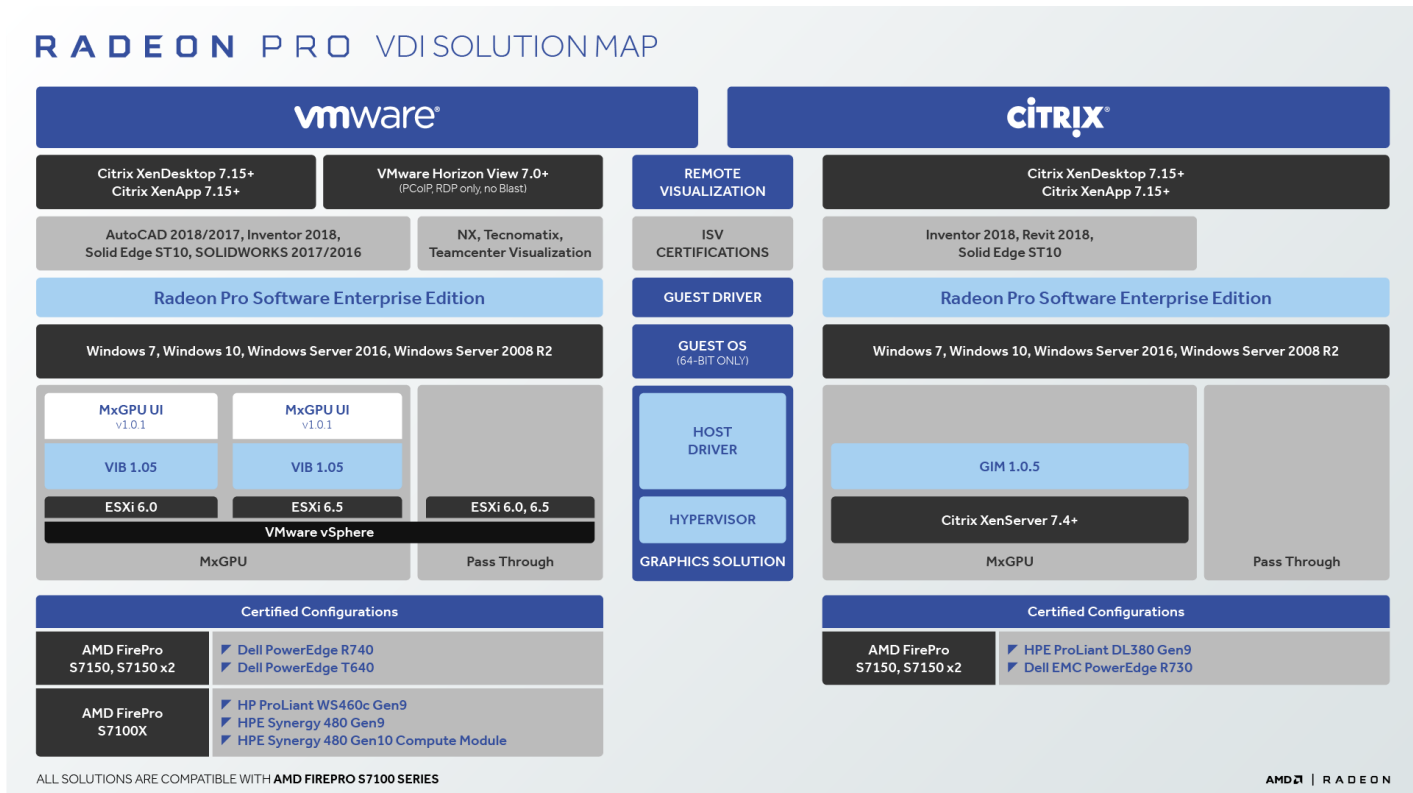 RADEON PRO VDI SOLUTION MAP
vmware®
CiTRIX®
Citrix XenDesktop 7.15+
Citrix XenApp 7.15+
VMware Horizon View 7.0+
(PCoIP, RDP only, no Blast)
REMOTE
VISUALIZATION
Citrix XenDesktop 7.15+
Citrix XenApp 7.15+
AutoCAD 2018/2017, Inventor 2018,
Solid Edge ST10, SOLIDWORKS 2017/2016
NX, Tecnomatix,
Teamcenter Visualization
ISV
CERTIFICATIONS
Inventor 2018, Revit 2018,
Solid Edge ST10
Radeon Pro Software Enterprise Edition
GUEST DRIVER
Radeon Pro Software Enterprise Edition
Windows 7, Windows 10, Windows Server 2016, Windows Server 2008 R2
GUEST OS
(64-BIT ONLY)
Windows 7, Windows 10, Windows Server 2016, Windows Server 2008 R2
MxGPU UI
v1.0.1
MxGPU UI
v1.0.1
VIB 1.05
VIB 1.05
ESXi 6.0
ESXi 6.5
ESXi 6.0, 6.5
VMware vSphere
MxGPU
Pass Through
HOST
DRIVER
HYPERVISOR
GRAPHICS SOLUTION
GIM 1.0.5
Citrix XenServer 7.4+
MxGPU
Pass Through
Certified Configurations
AMD FirePro
S7150, S7150 x2
Dell PowerEdge R740
Dell PowerEdge T640
AMD FirePro
S7100X
HP ProLiant WS460c Gen9
HPE Synergy 480 Gen9
HPE Synergy 480 Gen10 Compute Module
Certified Configurations
AMD FirePro
S7150, S7150 x2
HPE ProLiant DL380 Gen9
Dell EMC PowerEdge R730
ALL SOLUTIONS ARE COMPATIBLE WITH AMD FIREPRO S7100 SERIES
AMD | RADEON